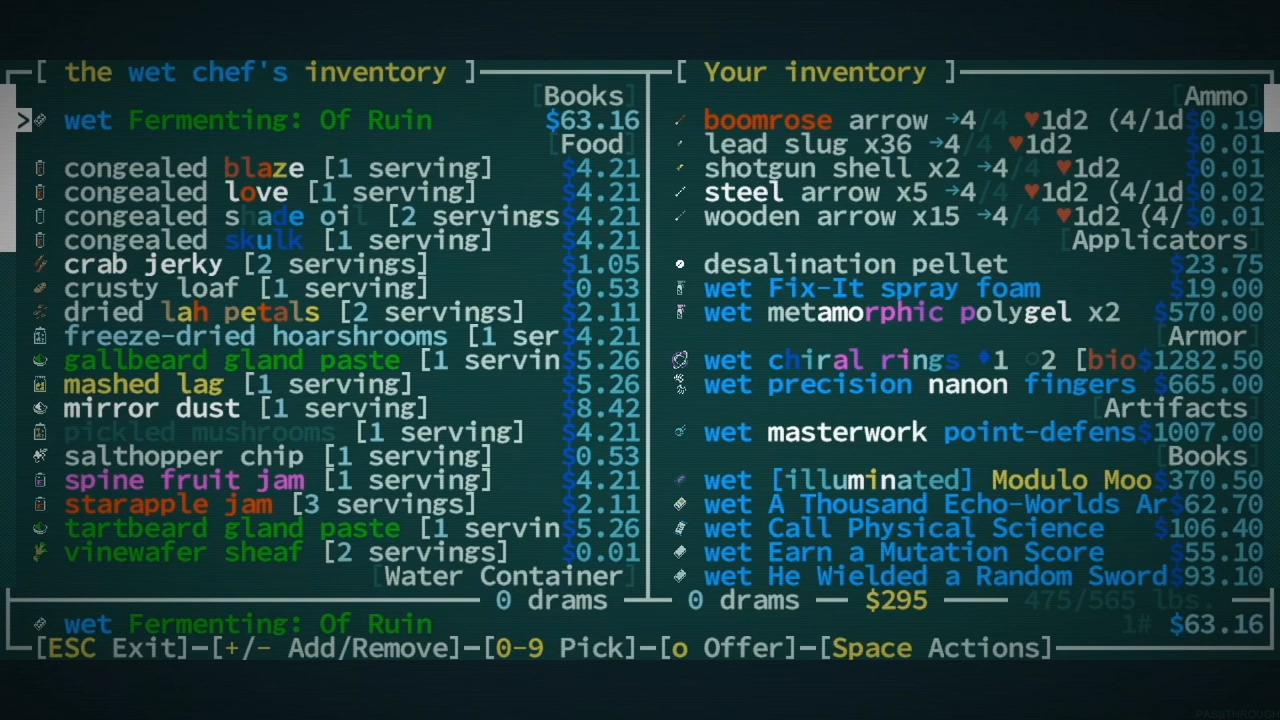 [ the wet chef's inventory ]
[Books]
> wet Fermenting: Of Ruin $63.16
[Food]
congealed blaze [1 serving] $4.21
congealed love [1 serving] $4.21
congealed shade oil [2 servings $4.21
congealed skulk [1 serving] $4.21
crab jerky [2 servings] $1.05
crusty loaf [1 serving] $0.53
dried lah petals [2 servings] $2.11
freeze-dried hoarshrooms [1 ser $4.21
gallbeard gland paste [1 servin $5.26
mashed lag [1 serving] $5.26
mirror dust [1 serving] $8.42
pickled mushrooms [1 serving] $4.21
salthopper chip [1 serving] $0.53
spine fruit jam [1 serving] $4.21
starapple jam [3 servings] $2.11
tartbeard gland paste [1 servin $5.26
vinewafer sheaf [2 servings] $0.01
[Water Container]
[ Your inventory ]
[Ammo]
boomrose arrow →4/4 ♥1d2 (4/1d $0.19
lead slug x36 →4/4 ♥1d2 $0.01
shotgun shell x2 →4/4 ♥1d2 $0.01
steel arrow x5 →4/4 ♥1d2 (4/1d $0.02
wooden arrow x15 →4/4 ♥1d2 (4/ $0.01
[Applicators]
desalination pellet $23.75
wet Fix-It spray foam $19.00
wet metamorphic polygel x2 $570.00
[Armor]
wet chiral rings ♦1 ○2 [bio $1282.50
wet precision nanon fingers $665.00
[Artifacts]
wet masterwork point-defens $1007.00
[Books]
wet [illuminated] Modulo Moo $370.50
wet A Thousand Echo-Worlds Ar $62.70
wet Call Physical Science $106.40
wet Earn a Mutation Score $55.10
wet He Wielded a Random Sword $93.10
0 drams
0 drams — $295 — 475/565 lbs.
wet Fermenting: Of Ruin 1# $63.16
[ESC Exit]—[+/- Add/Remove]—[0-9 Pick]—[o Offer]—[Space Actions]